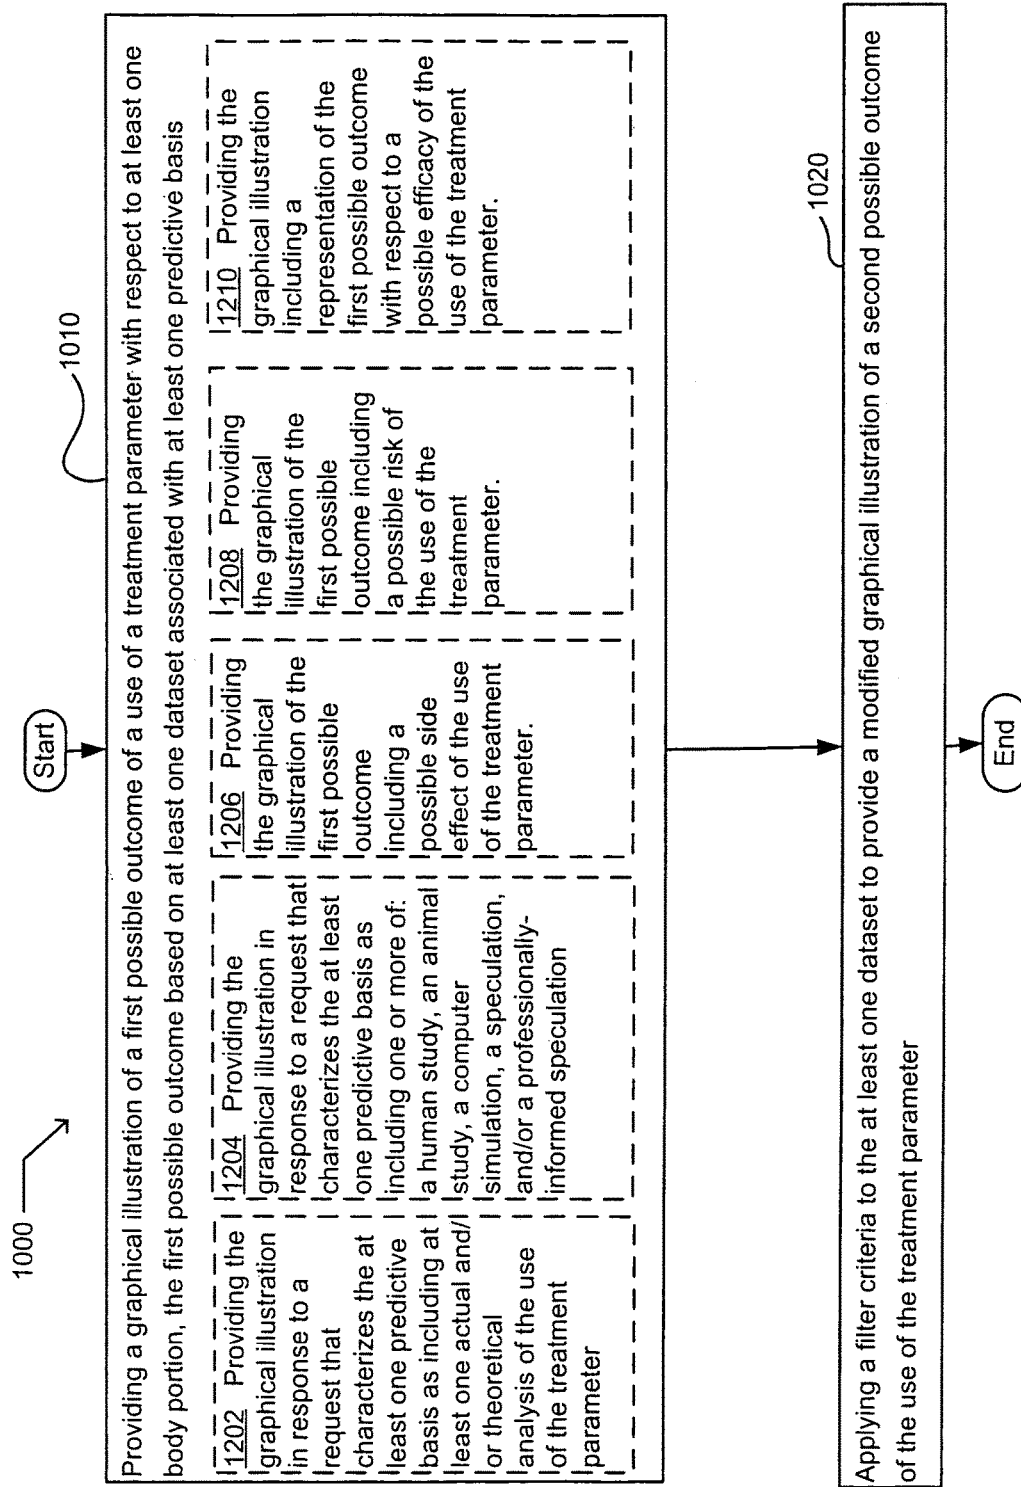 1000
Start
1010
Providing a graphical illustration of a first possible outcome of a use of a treatment parameter with respect to at least one
body portion, the first possible outcome based on at least one dataset associated with at least one predictive basis
1202 Providing the
graphical illustration
in response to a
request that
characterizes the at
least one predictive
basis as including at
least one actual and/
or theoretical
analysis of the use
of the treatment
parameter
1204 Providing the
graphical illustration in
response to a request that
characterizes the at least
one predictive basis as
including one or more of:
a human study, an animal
study, a computer
simulation, a speculation,
and/or a professionally-
informed speculation
1206 Providing
the graphical
illustration of the
first possible
outcome
including a
possible side
effect of the use
of the treatment
parameter.
1208 Providing
the graphical
illustration of the
first possible
outcome including
a possible risk of
the use of the
treatment
parameter.
1210 Providing the
graphical illustration
including a
representation of the
first possible outcome
with respect to a
possible efficacy of the
use of the treatment
parameter.
1020
Applying a filter criteria to the at least one dataset to provide a modified graphical illustration of a second possible outcome
of the use of the treatment parameter
End